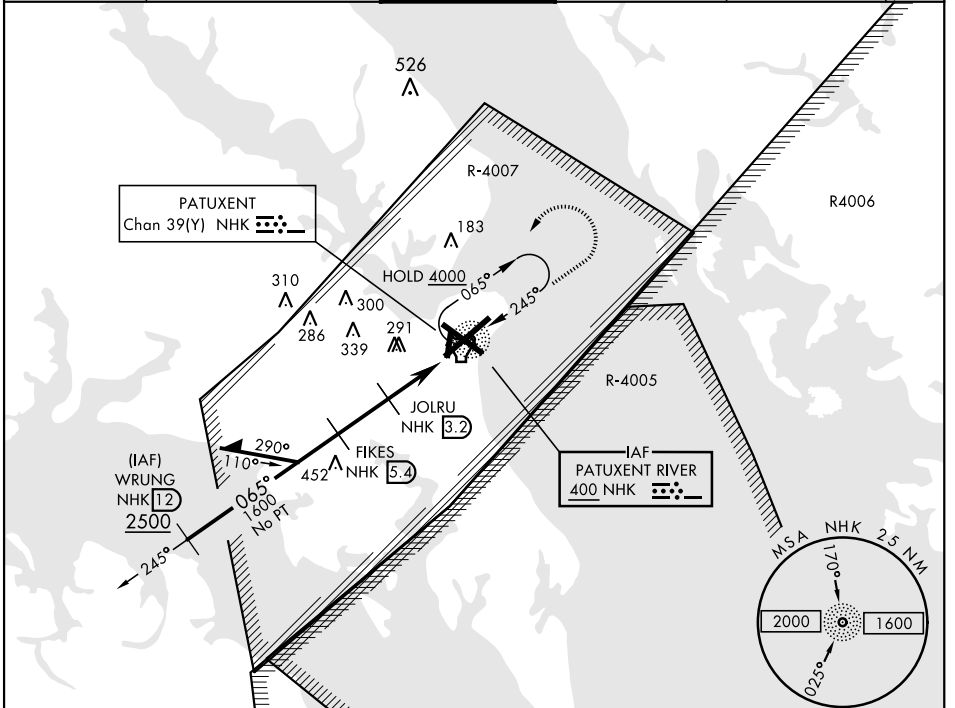 526
R-4007
R4006
PATUXENT
Chan 39(Y) NHK
183
HOLD 4000
065°
245°
310
300
286
339
291
R-4005
JOLRU
NHK 3.2
290°
110°
FIKES
NHK 5.4
452
(IAF)
WRUNG
NHK 12
2500
065°
1600
No PT
245°
IAF
PATUXENT RIVER
400 NHK
MSA NHK 25 NM
170°
2000
1600
025°